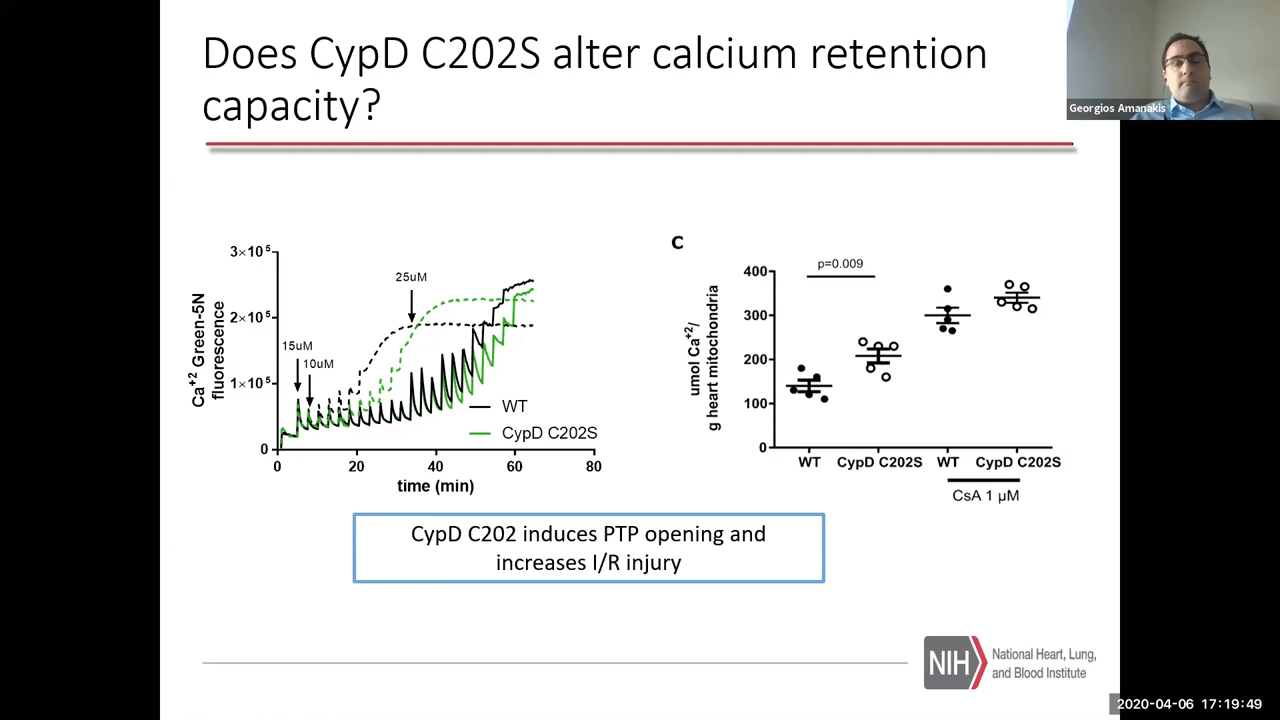 Does CypD C202S alter calcium retention
capacity?
Georgios Amanakis
3×10⁵
2×10⁵
1×10⁵
0
Ca⁺² Green-5N
fluorescence
15uM
10uM
25uM
WT
CypD C202S
0 20 40 60 80
time (min)
C
p=0.009
400
300
200
100
0
umol Ca⁺²/
g heart mitochondria
WT CypD C202S WT CypD C202S
CsA 1 µM
CypD C202 induces PTP opening and
increases I/R injury
NIH
National Heart, Lung,
and Blood Institute
2020-04-06 17:19:49